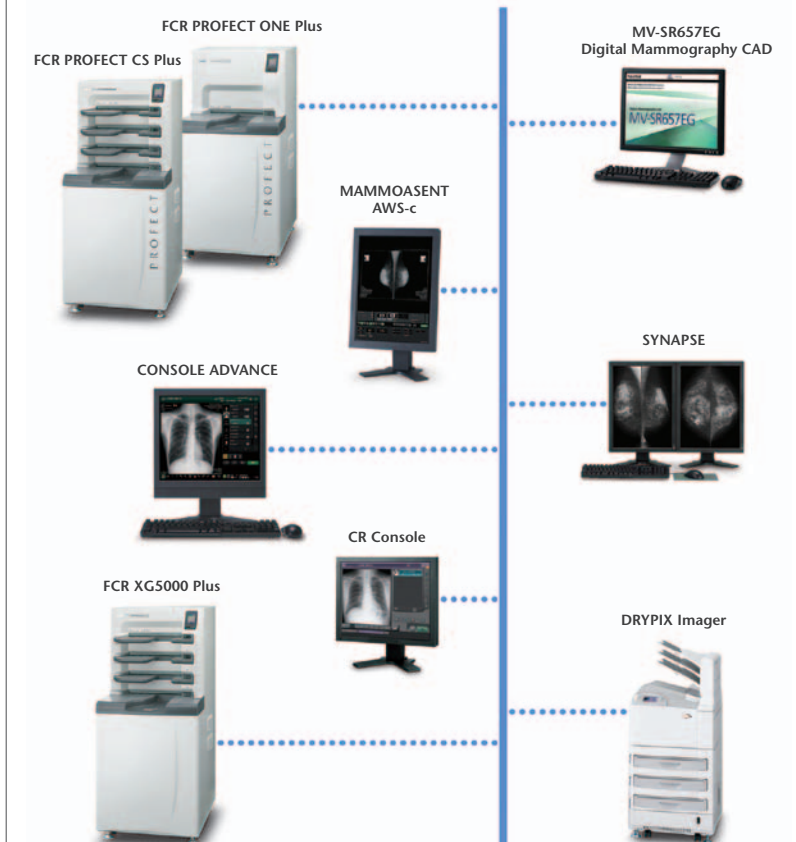 FCR PROFECT ONE Plus
FCR PROFECT CS Plus
MV-SR657EG
Digital Mammography CAD
MV-SR657EG
PROFECT
PROFECT
MAMMOASENT
AWS-c
SYNAPSE
CONSOLE ADVANCE
CR Console
FCR XG5000 Plus
DRYPIX Imager